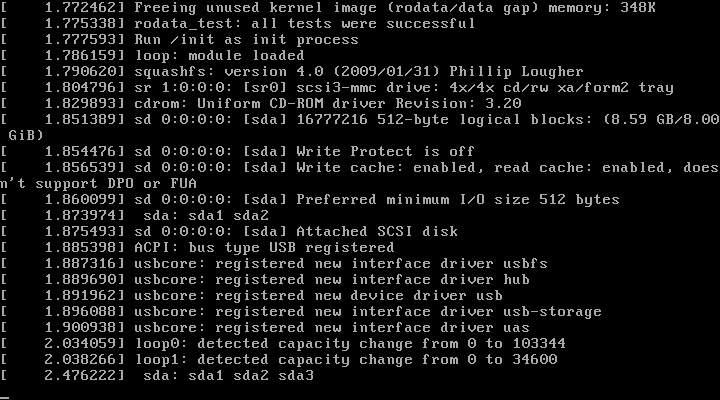 [    1.772462] Freeing unused kernel image (rodata/data gap) memory: 348K
[    1.775338] rodata_test: all tests were successful
[    1.777593] Run /init as init process
[    1.786159] loop: module loaded
[    1.790620] squashfs: version 4.0 (2009/01/31) Phillip Lougher
[    1.804796] sr 1:0:0:0: [sr0] scsi3-mmc drive: 4x/4x cd/rw xa/form2 tray
[    1.829893] cdrom: Uniform CD-ROM driver Revision: 3.20
[    1.851389] sd 0:0:0:0: [sda] 16777216 512-byte logical blocks: (8.59 GB/8.00
 GiB)
[    1.854476] sd 0:0:0:0: [sda] Write Protect is off
[    1.856539] sd 0:0:0:0: [sda] Write cache: enabled, read cache: enabled, does
n't support DPO or FUA
[    1.860099] sd 0:0:0:0: [sda] Preferred minimum I/O size 512 bytes
[    1.873974]  sda: sda1 sda2
[    1.875493] sd 0:0:0:0: [sda] Attached SCSI disk
[    1.885398] ACPI: bus type USB registered
[    1.887316] usbcore: registered new interface driver usbfs
[    1.889690] usbcore: registered new interface driver hub
[    1.891962] usbcore: registered new device driver usb
[    1.896088] usbcore: registered new interface driver usb-storage
[    1.900938] usbcore: registered new interface driver uas
[    2.034059] loop0: detected capacity change from 0 to 103344
[    2.038266] loop1: detected capacity change from 0 to 34600
[    2.476222]  sda: sda1 sda2 sda3